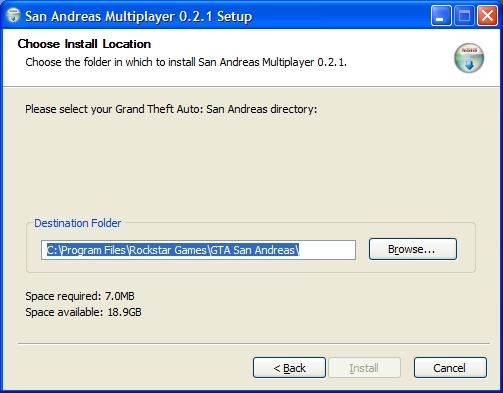 San Andreas Multiplayer 0.2.1 Setup
Choose Install Location
Choose the folder in which to install San Andreas Multiplayer 0.2.1.
Please select your Grand Theft Auto: San Andreas directory:
Destination Folder
C:\Program Files\Rockstar Games\GTA San Andreas\
Browse...
Space required: 7.0MB
Space available: 18.9GB
< Back
Install
Cancel